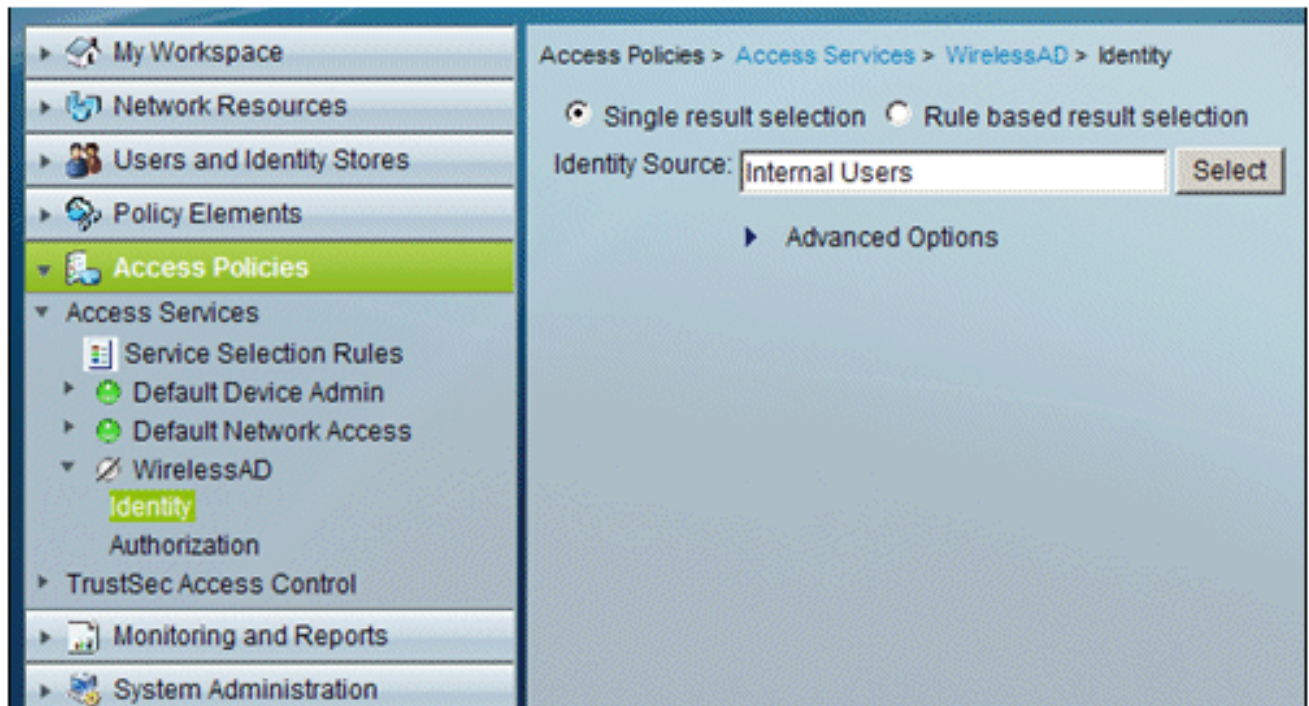 My Workspace
Network Resources
Users and Identity Stores
Policy Elements
Access Policies
Access Services
Service Selection Rules
Default Device Admin
Default Network Access
WirelessAD
Identity
Authorization
TrustSec Access Control
Monitoring and Reports
System Administration
Access Policies > Access Services > WirelessAD > Identity
Single result selection Rule based result selection
Identity Source: Internal Users Select
Advanced Options